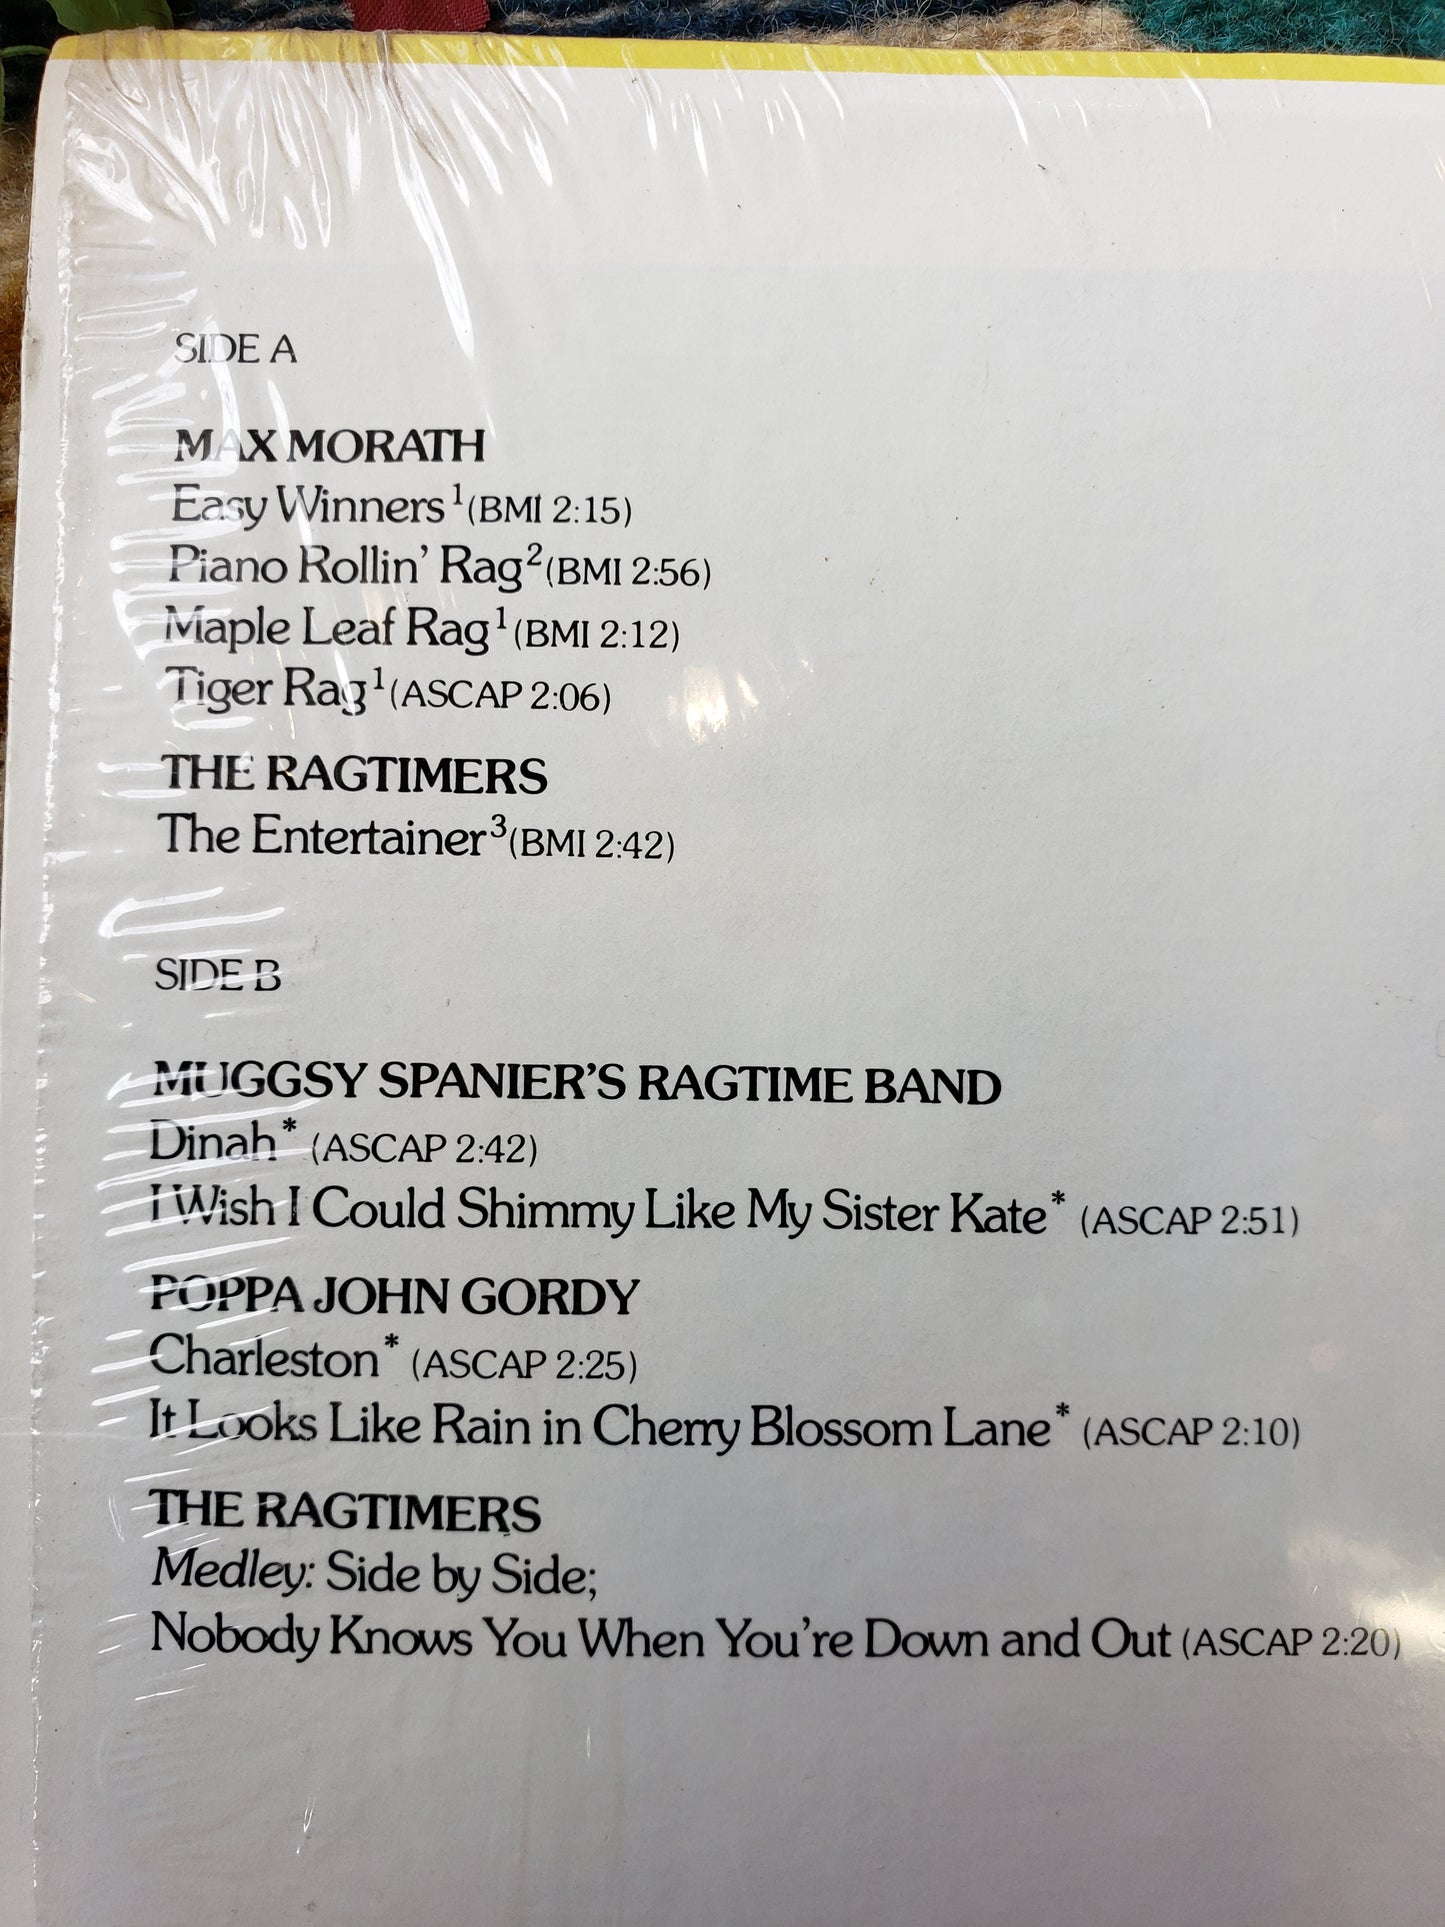 SIDE A
MAX MORATH
Easy Winners¹(BMI 2:15)
Piano Rollin’ Rag²(BMI 2:56)
Maple Leaf Rag¹(BMI 2:12)
Tiger Rag¹(ASCAP 2:06)
THE RAGTIMERS
The Entertainer³(BMI 2:42)
SIDE B
MUGGSY SPANIER’S RAGTIME BAND
Dinah* (ASCAP 2:42)
I Wish I Could Shimmy Like My Sister Kate* (ASCAP 2:51)
POPPA JOHN GORDY
Charleston* (ASCAP 2:25)
It Looks Like Rain in Cherry Blossom Lane* (ASCAP 2:10)
THE RAGTIMERS
Medley: Side by Side;
Nobody Knows You When You’re Down and Out (ASCAP 2:20)